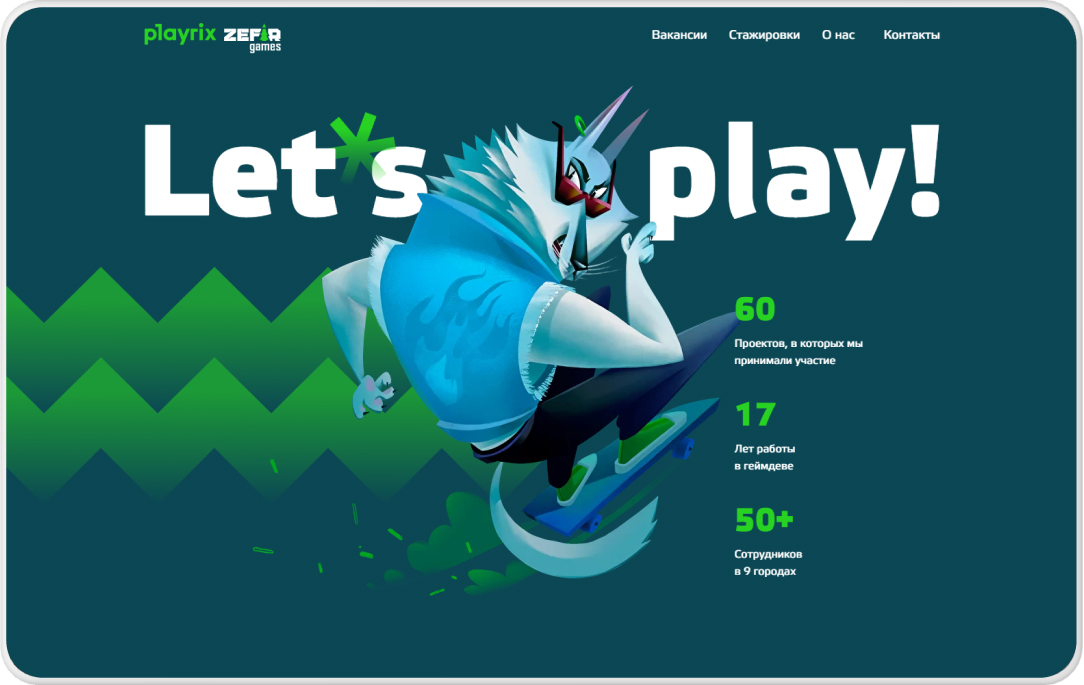 playrix ZEFIR games
Вакансии Стажировки О нас Контакты
Let*s play!
60
Проектов, в которых мы
принимали участие
17
Лет работы
в геймдеве
50+
Сотрудников
в 9 городах